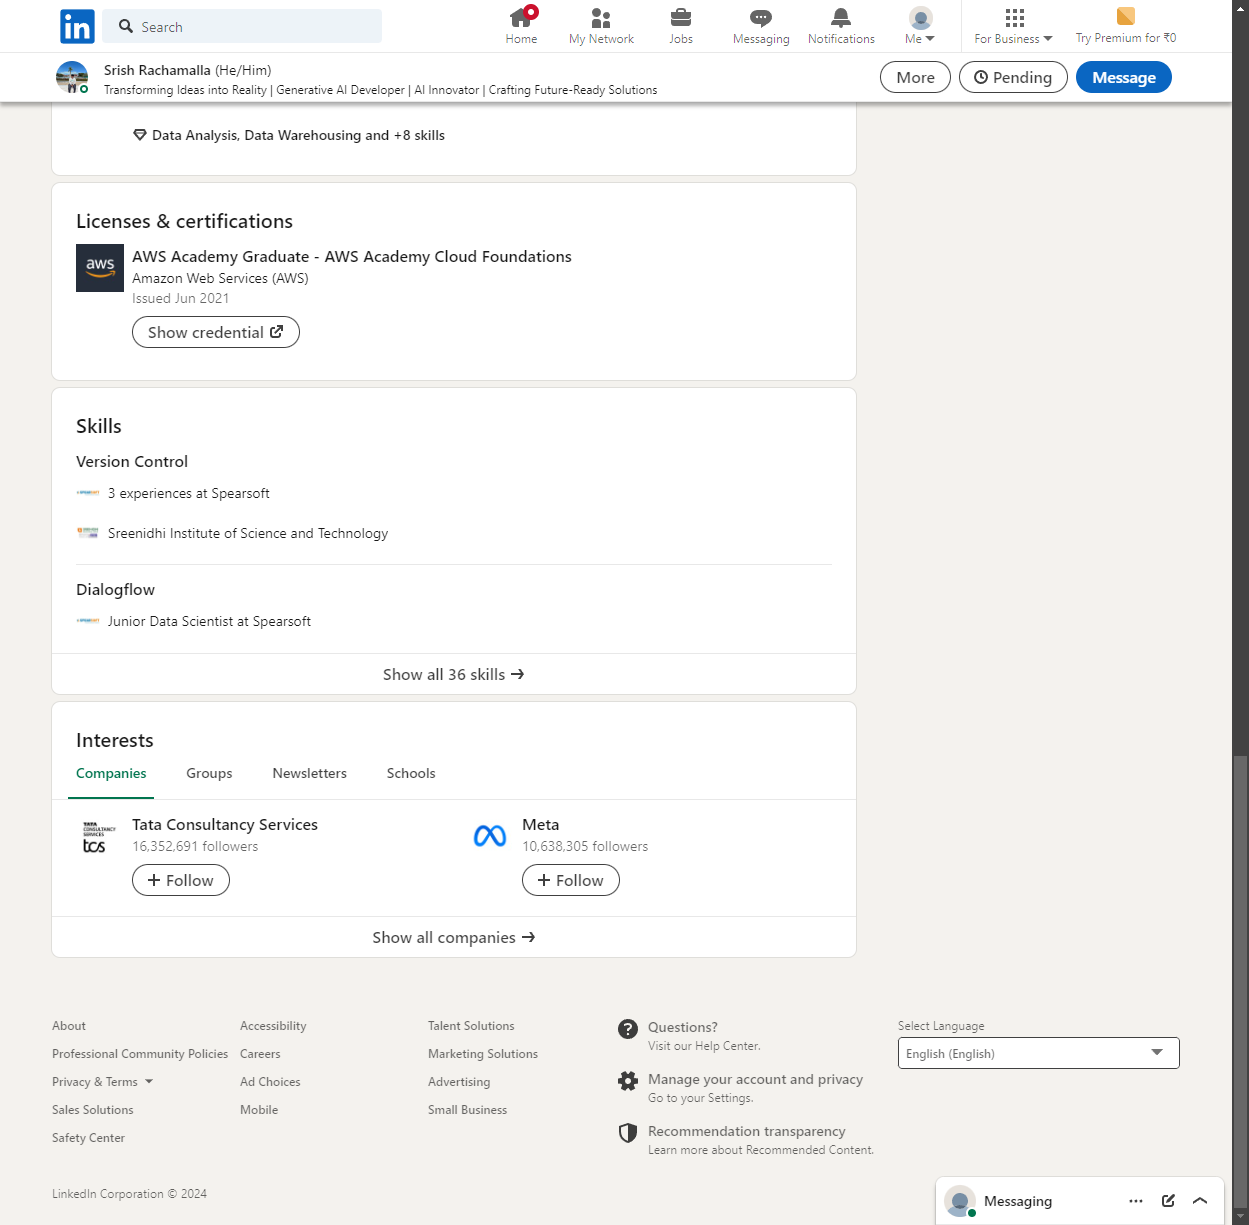 in
Search
Home
My Network
Jobs
Messaging
Notifications
Me
For Business
Try Premium for ₹0
Srish Rachamalla (He/Him)
Transforming Ideas into Reality | Generative AI Developer | AI Innovator | Crafting Future-Ready Solutions
More
Pending
Message
Data Analysis, Data Warehousing and +8 skills
Licenses & certifications
aws
AWS Academy Graduate - AWS Academy Cloud Foundations
Amazon Web Services (AWS)
Issued Jun 2021
Show credential
Skills
Version Control
3 experiences at Spearsoft
Sreenidhi Institute of Science and Technology
Dialogflow
Junior Data Scientist at Spearsoft
Show all 36 skills
Interests
Companies
Groups
Newsletters
Schools
TATA
CONSULTANCY
SERVICES
tcs
Tata Consultancy Services
16,352,691 followers
+ Follow
Meta
10,638,305 followers
+ Follow
Show all companies
About
Accessibility
Talent Solutions
Professional Community Policies
Careers
Marketing Solutions
Privacy & Terms
Ad Choices
Advertising
Sales Solutions
Mobile
Small Business
Safety Center
Questions?
Visit our Help Center.
Manage your account and privacy
Go to your Settings.
Recommendation transparency
Learn more about Recommended Content.
Select Language
English (English)
LinkedIn Corporation © 2024
Messaging